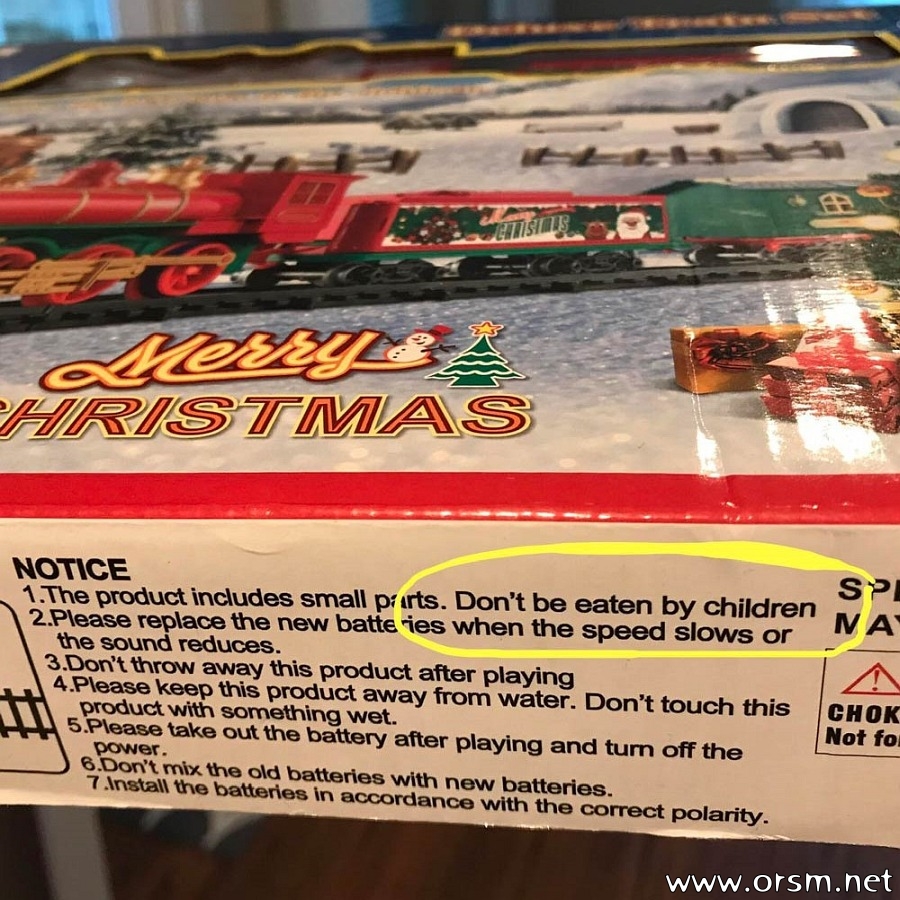 Deluxe Train Set
Merry
CHRISTMAS
Merry
CHRISTMAS
NOTICE
1.The product includes small parts. Don't be eaten by children
2.Please replace the new batteries when the speed slows or
the sound reduces.
3.Don't throw away this product after playing
4.Please keep this product away from water. Don't touch this
product with something wet.
5.Please take out the battery after playing and turn off the
power.
6.Don't mix the old batteries with new batteries.
7.Install the batteries in accordance with the correct polarity.
MAY
CHOK
Not fo
www.orsm.net